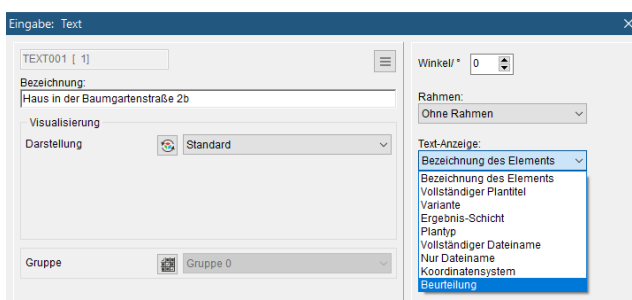 Eingabe: Text
TEXT001 [ 1]
Bezeichnung:
Haus in der Baumgartenstraße 2b
Visualisierung
Darstellung
Standard
Gruppe
Gruppe 0
Winkel/ °
0
Rahmen:
Ohne Rahmen
Text-Anzeige:
Bezeichnung des Elements
Bezeichnung des Elements
Vollständiger Plantitel
Variante
Ergebnis-Schicht
Plantyp
Vollständiger Dateiname
Nur Dateiname
Koordinatensystem
Beurteilung